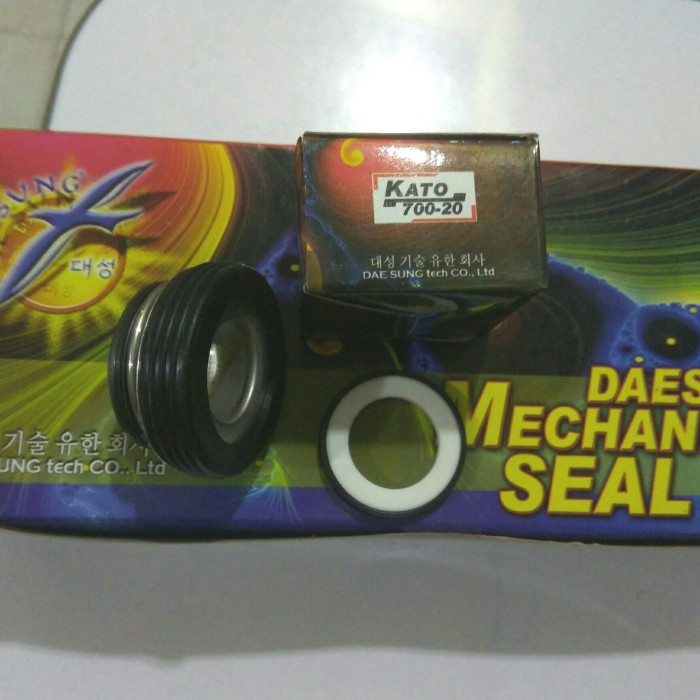 SUNG
대성
KATO
700-20
대성 기술 유한 회사
DAE SUNG tech CO., Ltd
기술 유한 회사
SUNG tech CO., Ltd
DAES
MECHAN
SEAL